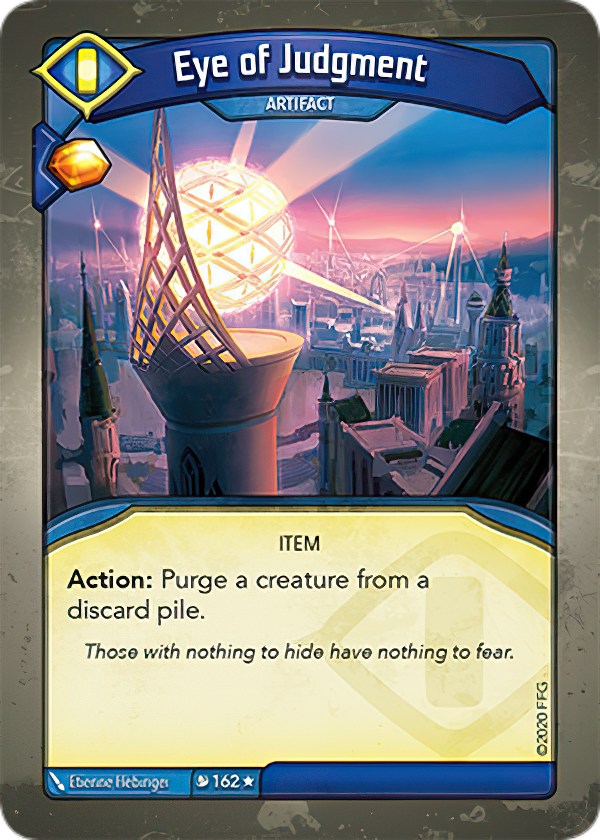 Eye of Judgment
ARTIFACT
ITEM
Action: Purge a creature from a
discard pile.
Those with nothing to hide have nothing to fear.
©2020 FFG
162★